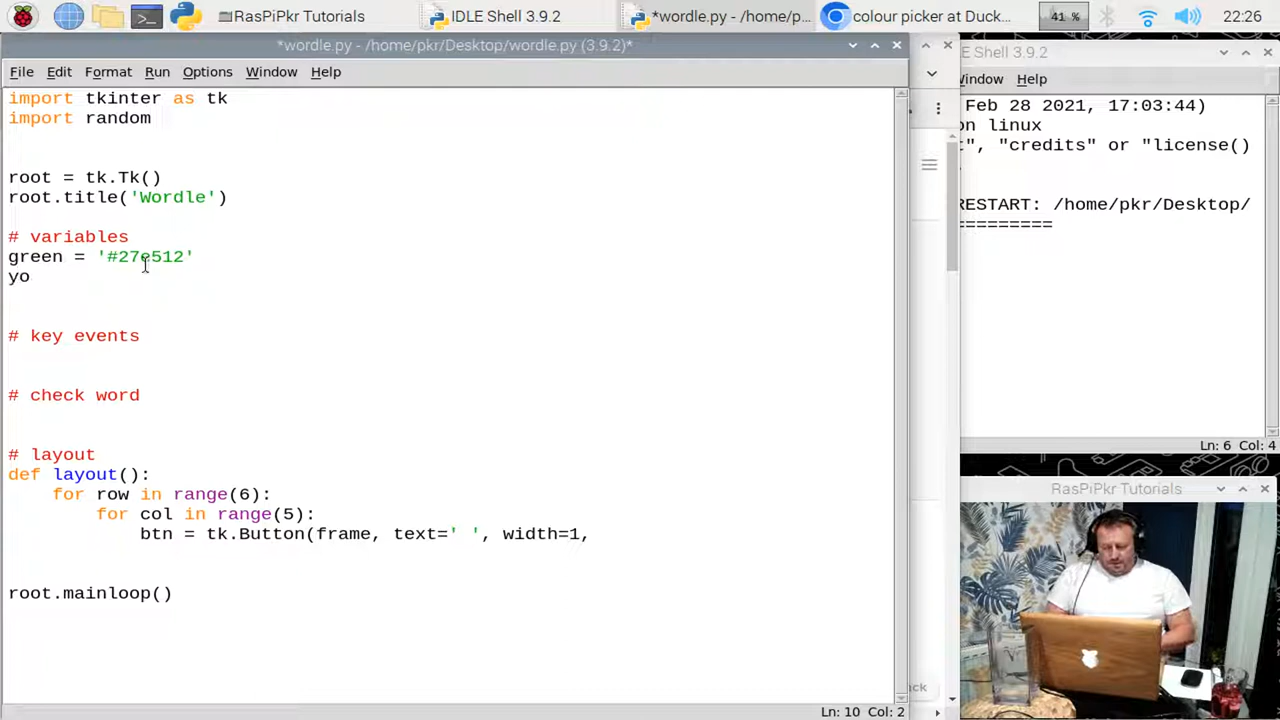 RasPiPkr Tutorials
IDLE Shell 3.9.2
*wordle.py - /home/p...
colour picker at Duck...
41 %
22:26
*wordle.py - /home/pkr/Desktop/wordle.py (3.9.2)*
File Edit Format Run Options Window Help
import tkinter as tk
import random
root = tk.Tk()
root.title('Wordle')
# variables
green = '#27e512'
yo
# key events
# check word
# layout
def layout():
for row in range(6):
for col in range(5):
btn = tk.Button(frame, text=' ', width=1,
root.mainloop()
Ln: 10 Col: 2
E Shell 3.9.2
Window Help
Feb 28 2021, 17:03:44)
on linux
t", "credits" or "license()
RESTART: /home/pkr/Desktop/
=========
Ln: 6 Col: 4
RasPiPkr Tutorials
ck